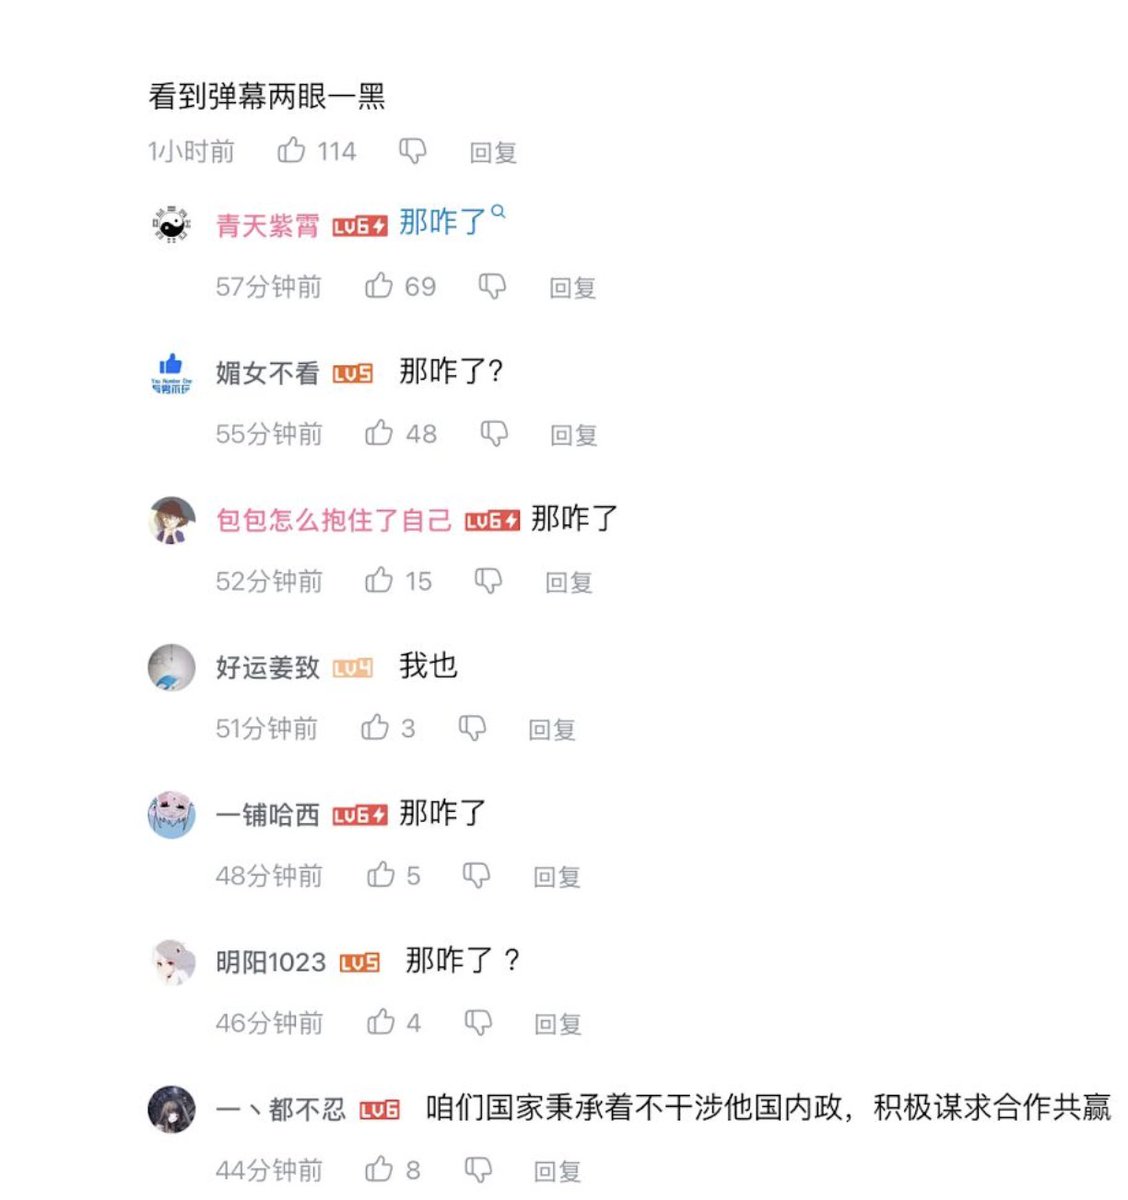 看到弹幕两眼一黑
1小时前 114 回复
青天紫霄 LV6 那咋了
57分钟前 69 回复
媚女不看 LV5 那咋了?
55分钟前 48 回复
包包怎么抱住了自己 LV6 那咋了
52分钟前 15 回复
好运姜致 LV4 我也
51分钟前 3 回复
一铺哈西 LV6 那咋了
48分钟前 5 回复
明阳1023 LV5 那咋了？
46分钟前 4 回复
一丶都不忍 LV6 咱们国家秉承着不干涉他国内政，积极谋求合作共赢
44分钟前 8 回复